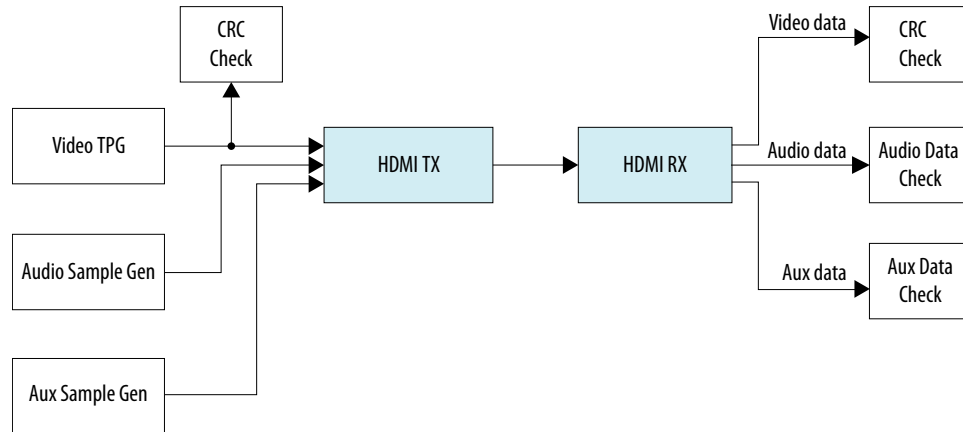 CRC
Check
Video data
CRC
Check
Video TPG
HDMI TX
HDMI RX
Audio data
Audio Data
Check
Audio Sample Gen
Aux data
Aux Data
Check
Aux Sample Gen